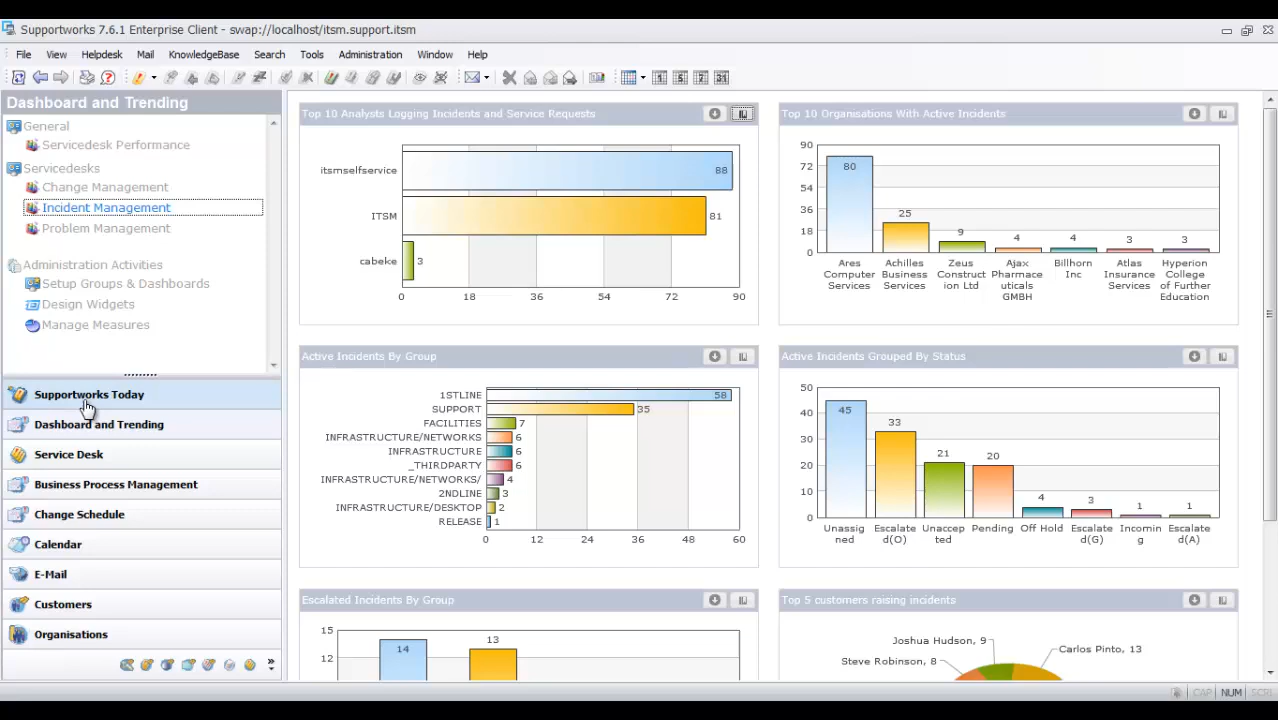 Supportworks 7.6.1 Enterprise Client - swap://localhost/itsm.support.itsm
File View Helpdesk Mail KnowledgeBase Search Tools Administration Window Help
Dashboard and Trending
General
Servicedesk Performance
Servicedesks
Change Management
Incident Management
Problem Management
Administration Activities
Setup Groups & Dashboards
Design Widgets
Manage Measures
Supportworks Today
Dashboard and Trending
Service Desk
Business Process Management
Change Schedule
Calendar
E-Mail
Customers
Organisations
Top 10 Analysts Logging Incidents and Service Requests
itsmselfservice 88
ITSM 81
cabeke 3
0 18 36 54 72 90
Top 10 Organisations With Active Incidents
90
72
54
36
18
0
80 25 9 4 4 3 3
Ares Computer Services
Achilles Business Services
Zeus Construct ion Ltd
Ajax Pharmace uticals GMBH
Billhorn Inc
Atlas Insurance Services
Hyperion College of Further Education
Active Incidents By Group
1STLINE 58
SUPPORT 35
FACILITIES 7
INFRASTRUCTURE/NETWORKS 6
INFRASTRUCTURE 6
_THIRDPARTY 6
INFRASTRUCTURE/NETWORKS/ 4
2NDLINE 3
INFRASTRUCTURE/DESKTOP 2
RELEASE 1
0 12 24 36 48 60
Active Incidents Grouped By Status
50
40
30
20
10
0
45 33 21 20 4 3 1 1
Unassig ned
Escalate d(O)
Unaccep ted
Pending
Off Hold
Escalate d(G)
Incomin g
Escalate d(A)
Escalated Incidents By Group
15
12
14 13
Top 5 customers raising incidents
Joshua Hudson, 9
Carlos Pinto, 13
Steve Robinson, 8
CAP NUM SCRL